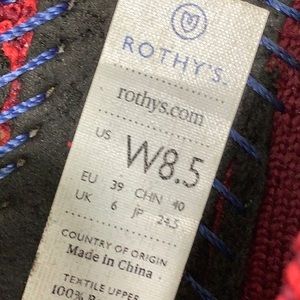 ROTHY'S.
rothys.com
US W8.5
EU 39 CHN 40
UK 6 JP 24.5
COUNTRY OF ORIGIN
Made in China
TEXTILE UPPER
100%